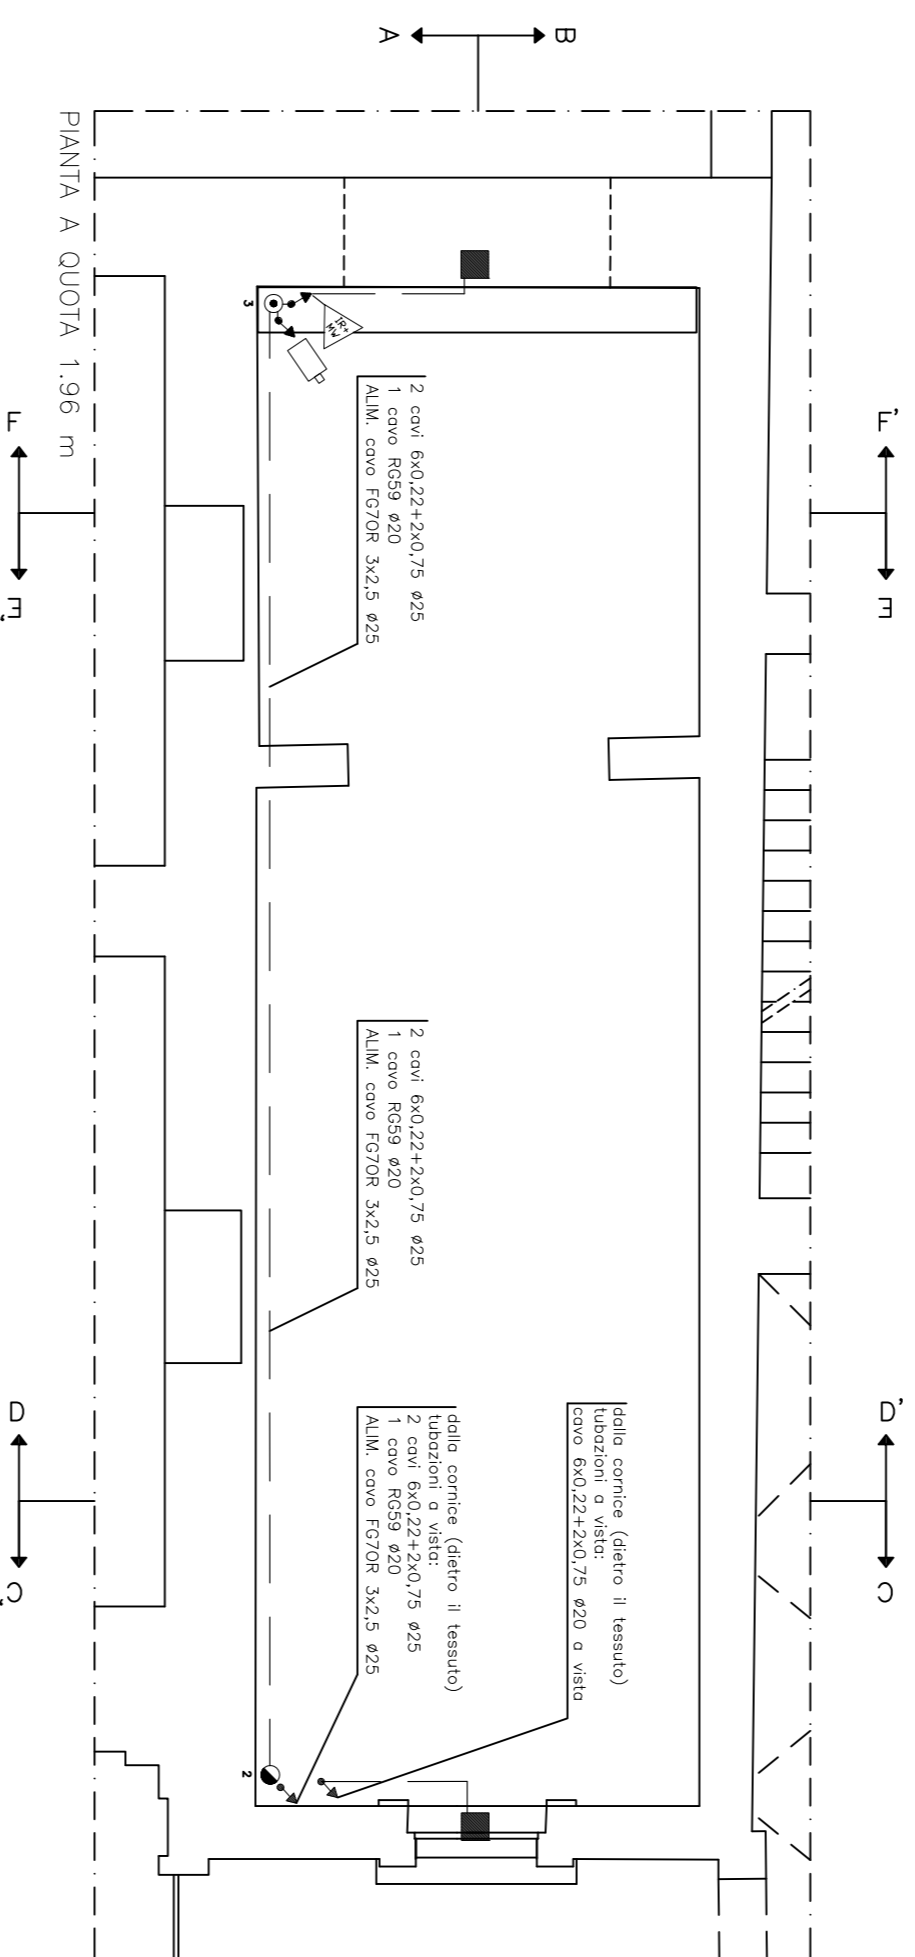 PIANTA A QUOTA 1.96 m
A
B
F
E'
F'
E
D
C'
D'
C
3
IR+
MW
2 cavi 6x0,22+2x0,75 ø25
1 cavo RG59 ø20
ALIM. cavo FG7OR 3x2,5 ø25
2 cavi 6x0,22+2x0,75 ø25
1 cavo RG59 ø20
ALIM. cavo FG7OR 3x2,5 ø25
dalla cornice (dietro il tessuto)
tubazioni a vista:
cavo 6x0,22+2x0,75 ø20 a vista
dalla cornice (dietro il tessuto)
tubazioni a vista:
2 cavi 6x0,22+2x0,75 ø25
1 cavo RG59 ø20
ALIM. cavo FG7OR 3x2,5 ø25
2